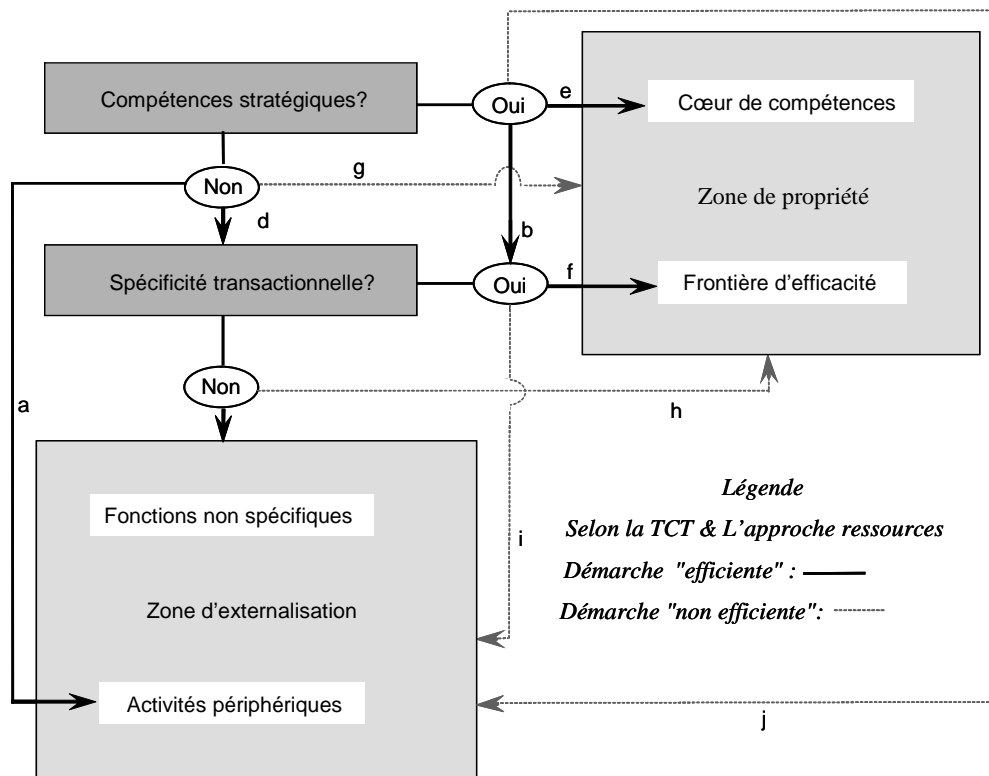 Compétences stratégiques?
Oui
e
Cœur de compétences
Non
g
Zone de propriété
d
b
Spécificité transactionnelle?
Oui
f
Frontière d'efficacité
Non
a
h
Légende
Fonctions non spécifiques
Selon la TCT & L'approche ressources
i
Démarche "efficiente" :
Zone d'externalisation
Démarche "non efficiente":
Activités périphériques
j